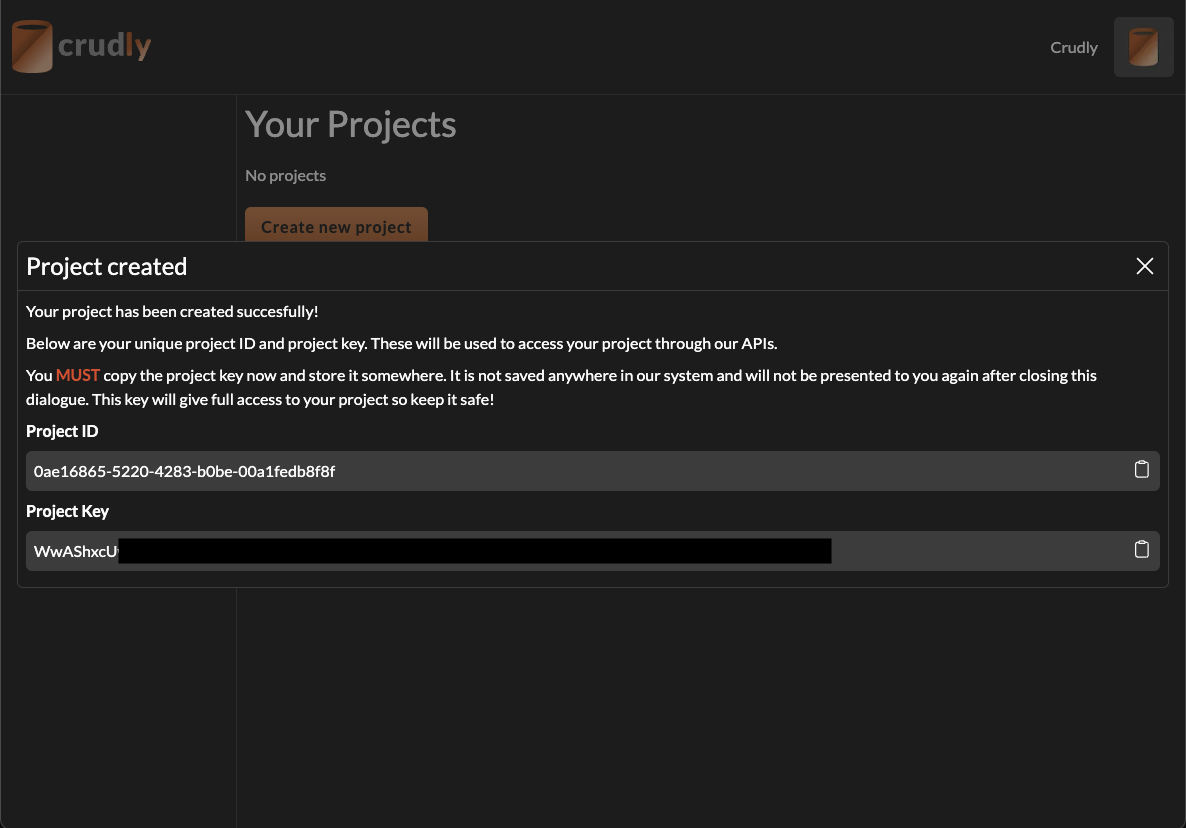 crudly
Crudly
Your Projects
No projects
Create new project
Project created
Your project has been created succesfully!
Below are your unique project ID and project key. These will be used to access your project through our APIs.
You MUST copy the project key now and store it somewhere. It is not saved anywhere in our system and will not be presented to you again after closing this
dialogue. This key will give full access to your project so keep it safe!
Project ID
0ae16865-5220-4283-b0be-00a1fedb8f8f
Project Key
WwAShxcU